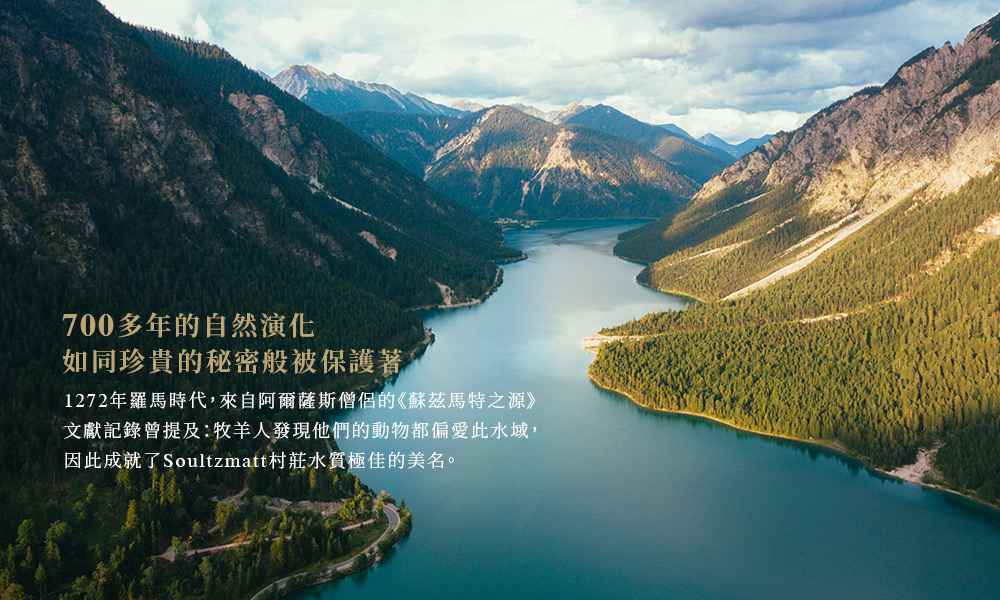 700多年的自然演化
如同珍貴的秘密般被保護著
1272年羅馬時代，來自阿爾薩斯僧侶的《蘇茲馬特之源》
文獻記錄曾提及：牧羊人發現他們的動物都偏愛此水域，
因此成就了Soultzmatt村莊水質極佳的美名。